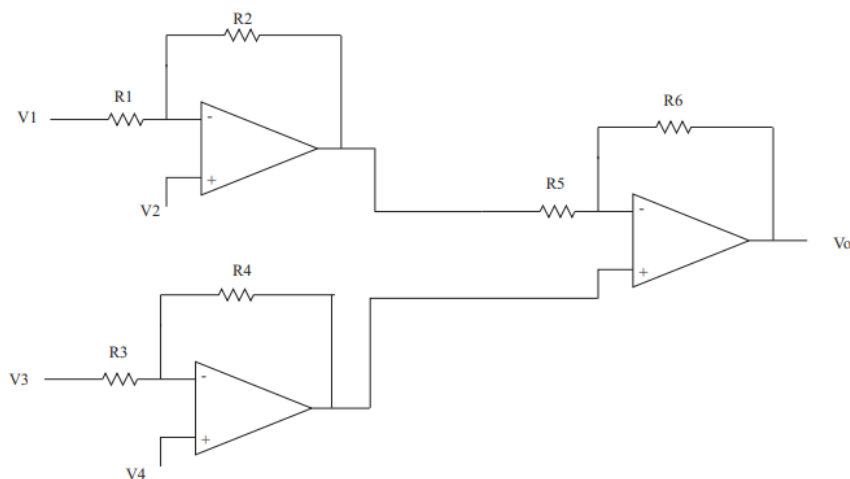 R2
R1
V1
-
+
V2
R6
R5
-
+
Vo
R4
R3
V3
-
+
V4